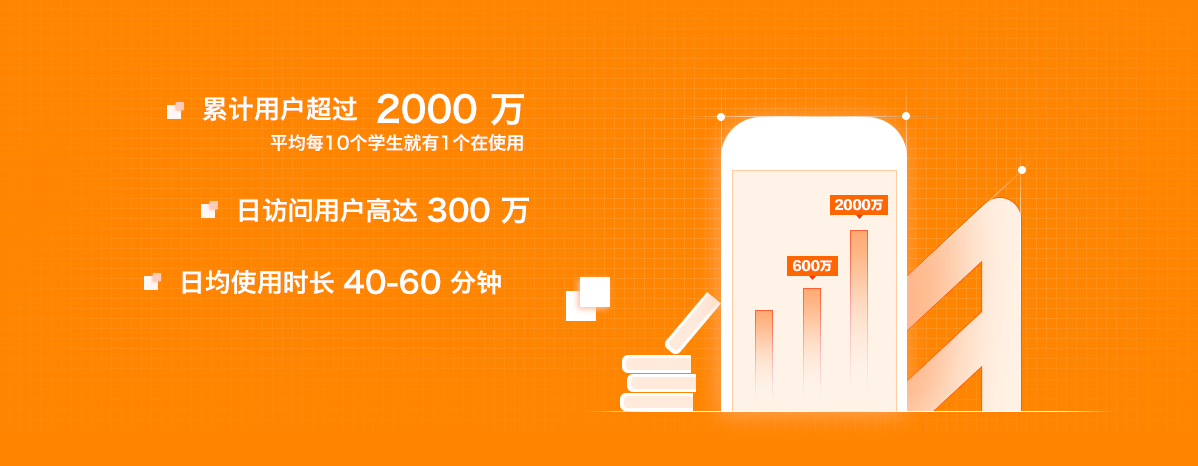 累计用户超过 2000 万
平均每10个学生就有1个在使用
日访问用户高达 300 万
日均使用时长 40-60 分钟
2000万
600万